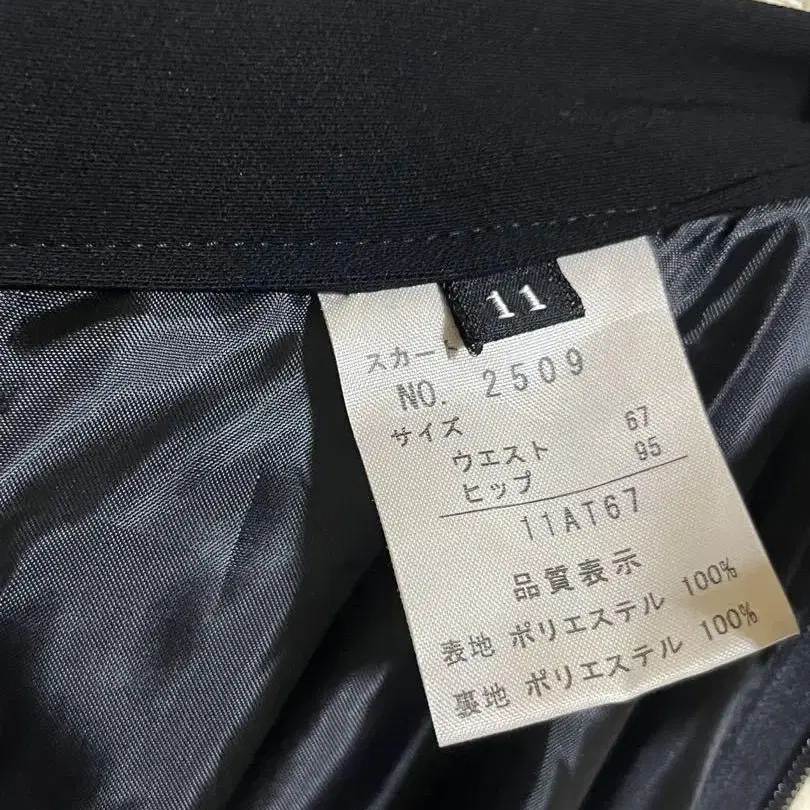 11
スカート
NO. 2509
サイズ
ウエスト 67
ヒップ 95
11AT67
品質表示
表地 ポリエステル 100%
裏地 ポリエステル 100%